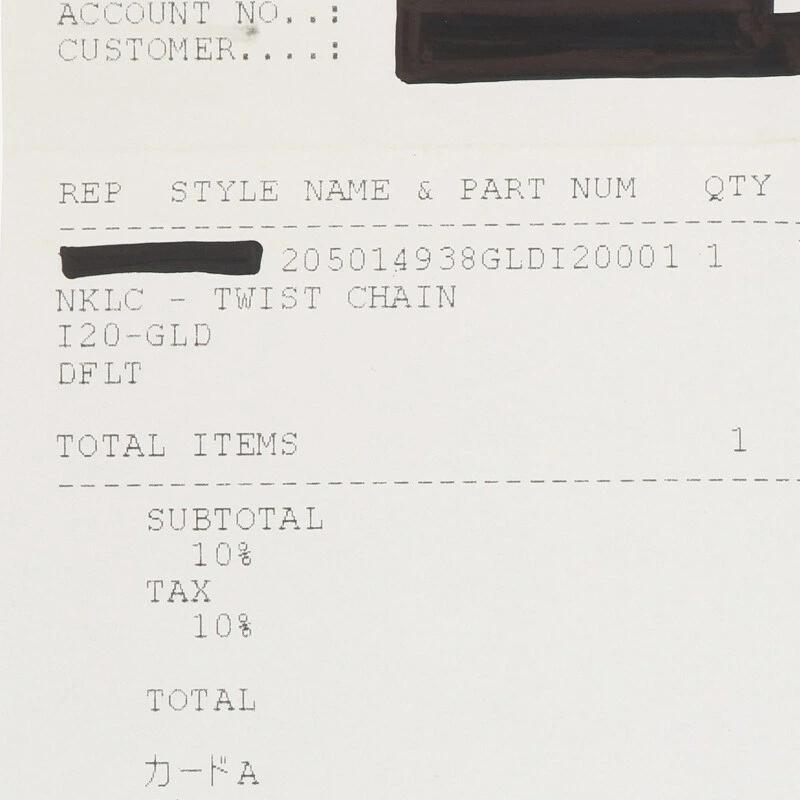 ACCOUNT NO..:
CUSTOMER....:
REP STYLE NAME & PART NUM QTY
205014938GLDI20001 1
NKLC - TWIST CHAIN
I20-GLD
DFLT
TOTAL ITEMS 1
SUBTOTAL
10%
TAX
10%
TOTAL
カードA